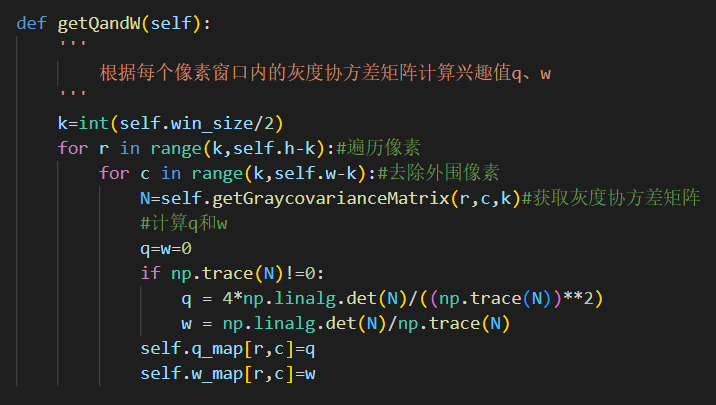 def getQandW(self):
    '''
        根据每个像素窗口内的灰度协方差矩阵计算兴趣值q、w
    '''
    k=int(self.win_size/2)
    for r in range(k,self.h-k):#遍历像素
        for c in range(k,self.w-k):#去除外围像素
            N=self.getGraycovarianceMatrix(r,c,k)#获取灰度协方差矩阵
            #计算q和w
            q=w=0
            if np.trace(N)!=0:
                q = 4*np.linalg.det(N)/((np.trace(N))**2)
                w = np.linalg.det(N)/np.trace(N)
            self.q_map[r,c]=q
            self.w_map[r,c]=w